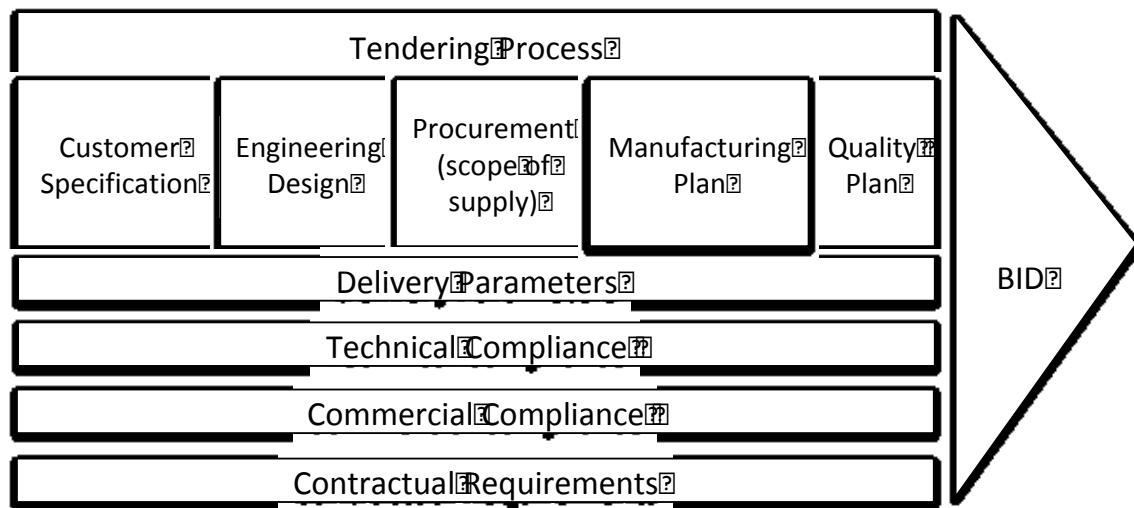 Tendering Process
Customer
Specification
Engineering
Design
Procurement
(scope of
supply)
Manufacturing
Plan
Quality
Plan
Delivery Parameters
Technical Compliance
Commercial Compliance
Contractual Requirements
BID